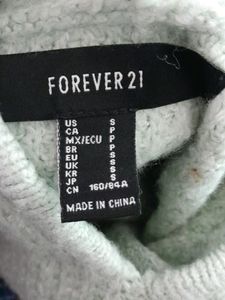 FOREVER 21
US S
CA P
MX/ECU P
BR P
EU S
UK S
KR S
JP S
CN 160/84A
MADE IN CHINA